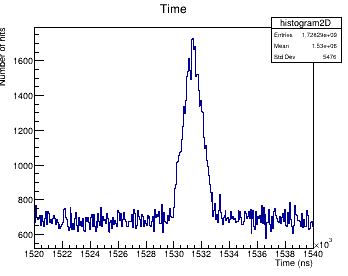 Time
histogram2D
Entries 1.72829e+09
Mean 1.53e+06
Std Dev 5476
Number of hits
1600
1400
1200
1000
800
600
1520 1522 1524 1526 1528 1530 1532 1534 1536 1538 1540
×10³
Time (ns)